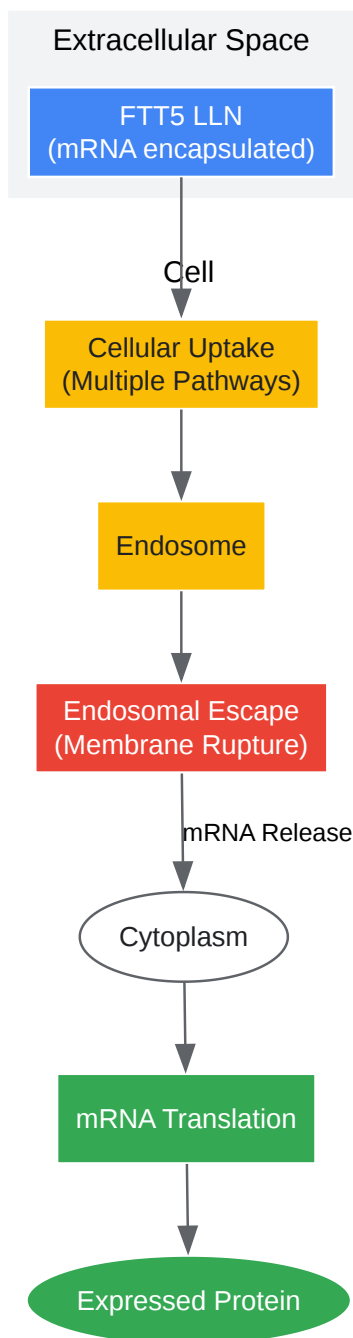 Extracellular Space
FTT5 LLN
(mRNA encapsulated)
Cell
Cellular Uptake
(Multiple Pathways)
Endosome
Endosomal Escape
(Membrane Rupture)
mRNA Release
Cytoplasm
mRNA Translation
Expressed Protein